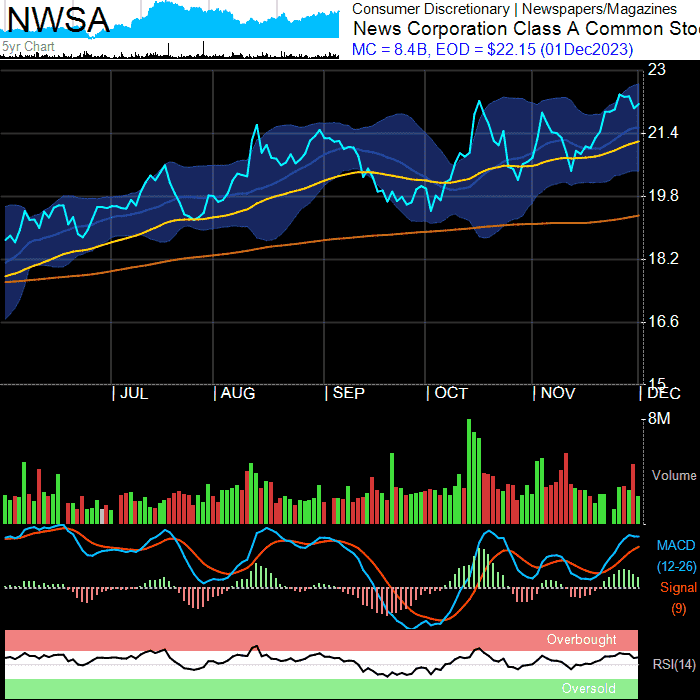 NWSA
5yr Chart
Consumer Discretionary | Newspapers/Magazines
News Corporation Class A Common Sto
MC = 8.4B, EOD = $22.15 (01Dec2023)
23
21.4
19.8
18.2
16.6
15
JUL AUG SEP OCT NOV DEC
8M
Volume
MACD
(12-26)
Signal
(9)
Overbought
RSI(14)
Oversold